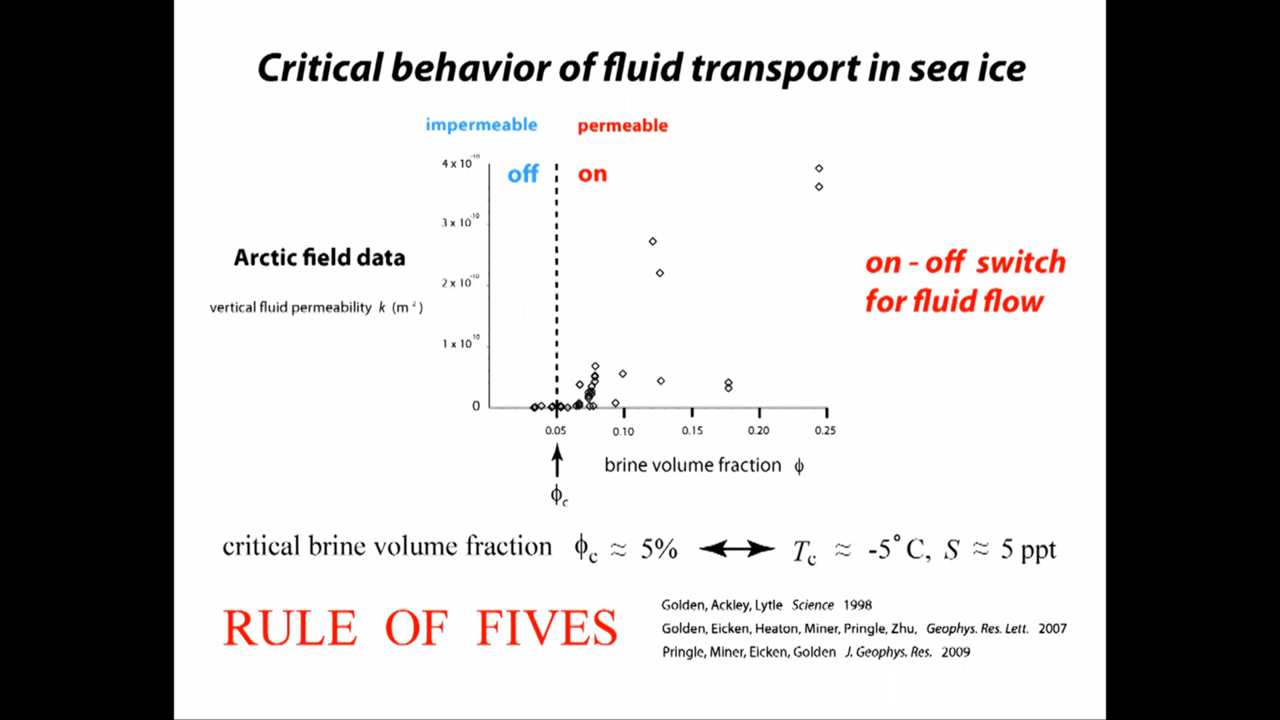 Critical behavior of fluid transport in sea ice
impermeable
permeable
off
on
4 x 10⁻¹⁰
3 x 10⁻¹⁰
2 x 10⁻¹⁰
1 x 10¹⁰
0
Arctic field data
vertical fluid permeability k (m²)
on - off switch
for fluid flow
0.05 0.10 0.15 0.20 0.25
brine volume fraction ϕ
ϕc
critical brine volume fraction ϕc ≈ 5% ↔ Tc ≈ -5° C, S ≈ 5 ppt
RULE OF FIVES
Golden, Ackley, Lytle Science 1998
Golden, Eicken, Heaton, Miner, Pringle, Zhu, Geophys. Res. Lett. 2007
Pringle, Miner, Eicken, Golden J. Geophys. Res. 2009